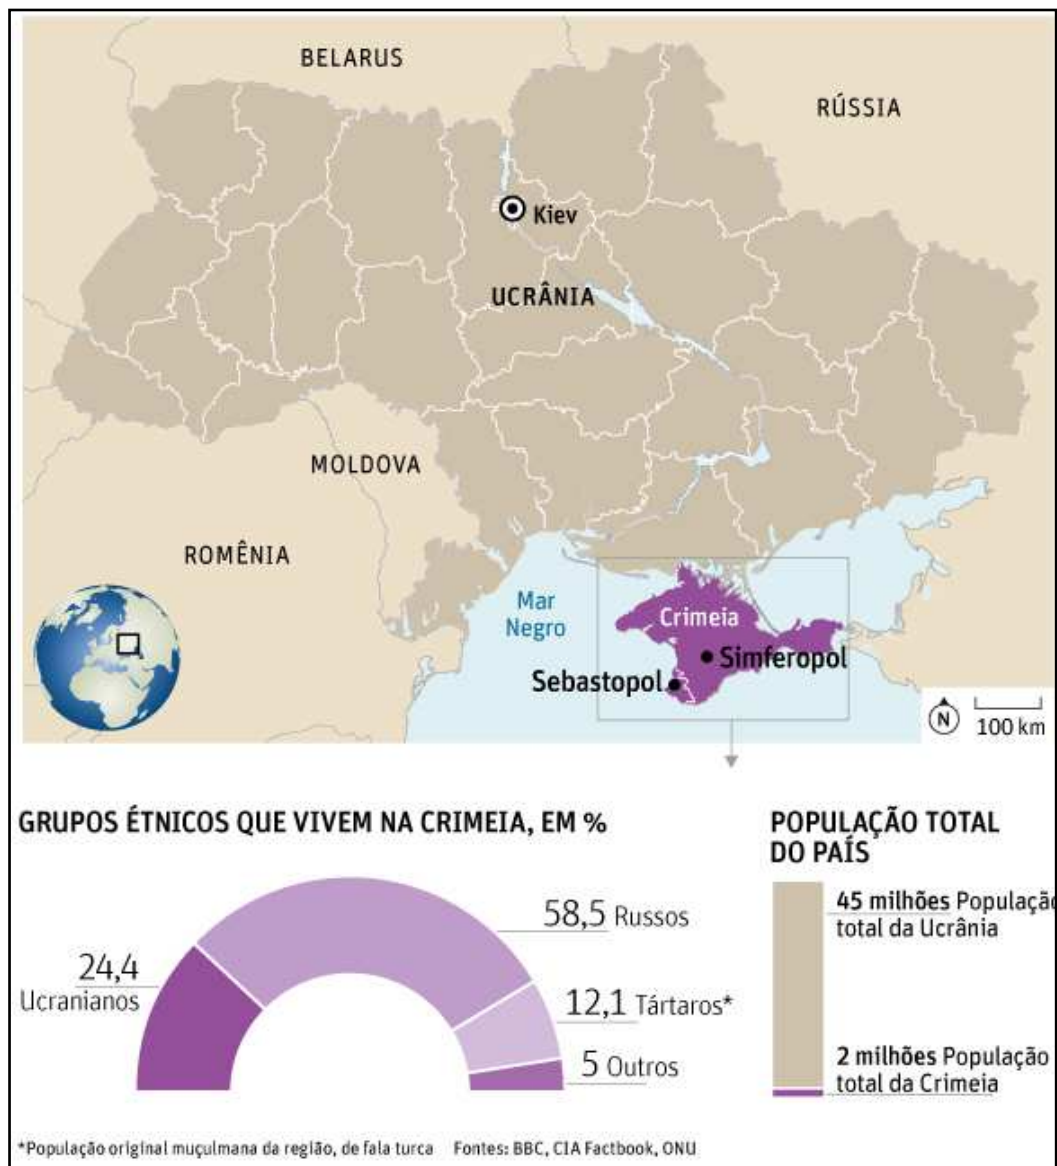 BELARUS
RÚSSIA
Kiev
UCRÂNIA
MOLDOVA
ROMÊNIA
Mar
Negro
Crimeia
Simferopol
Sebastopol
N
100 km
GRUPOS ÉTNICOS QUE VIVEM NA CRIMEIA, EM %
58,5 Russos
24,4
Ucranianos
12,1 Tártaros*
5 Outros
POPULAÇÃO TOTAL
DO PAÍS
45 milhões População
total da Ucrânia
2 milhões População
total da Crimeia
*População original muçulmana da região, de fala turca Fontes: BBC, CIA Factbook, ONU